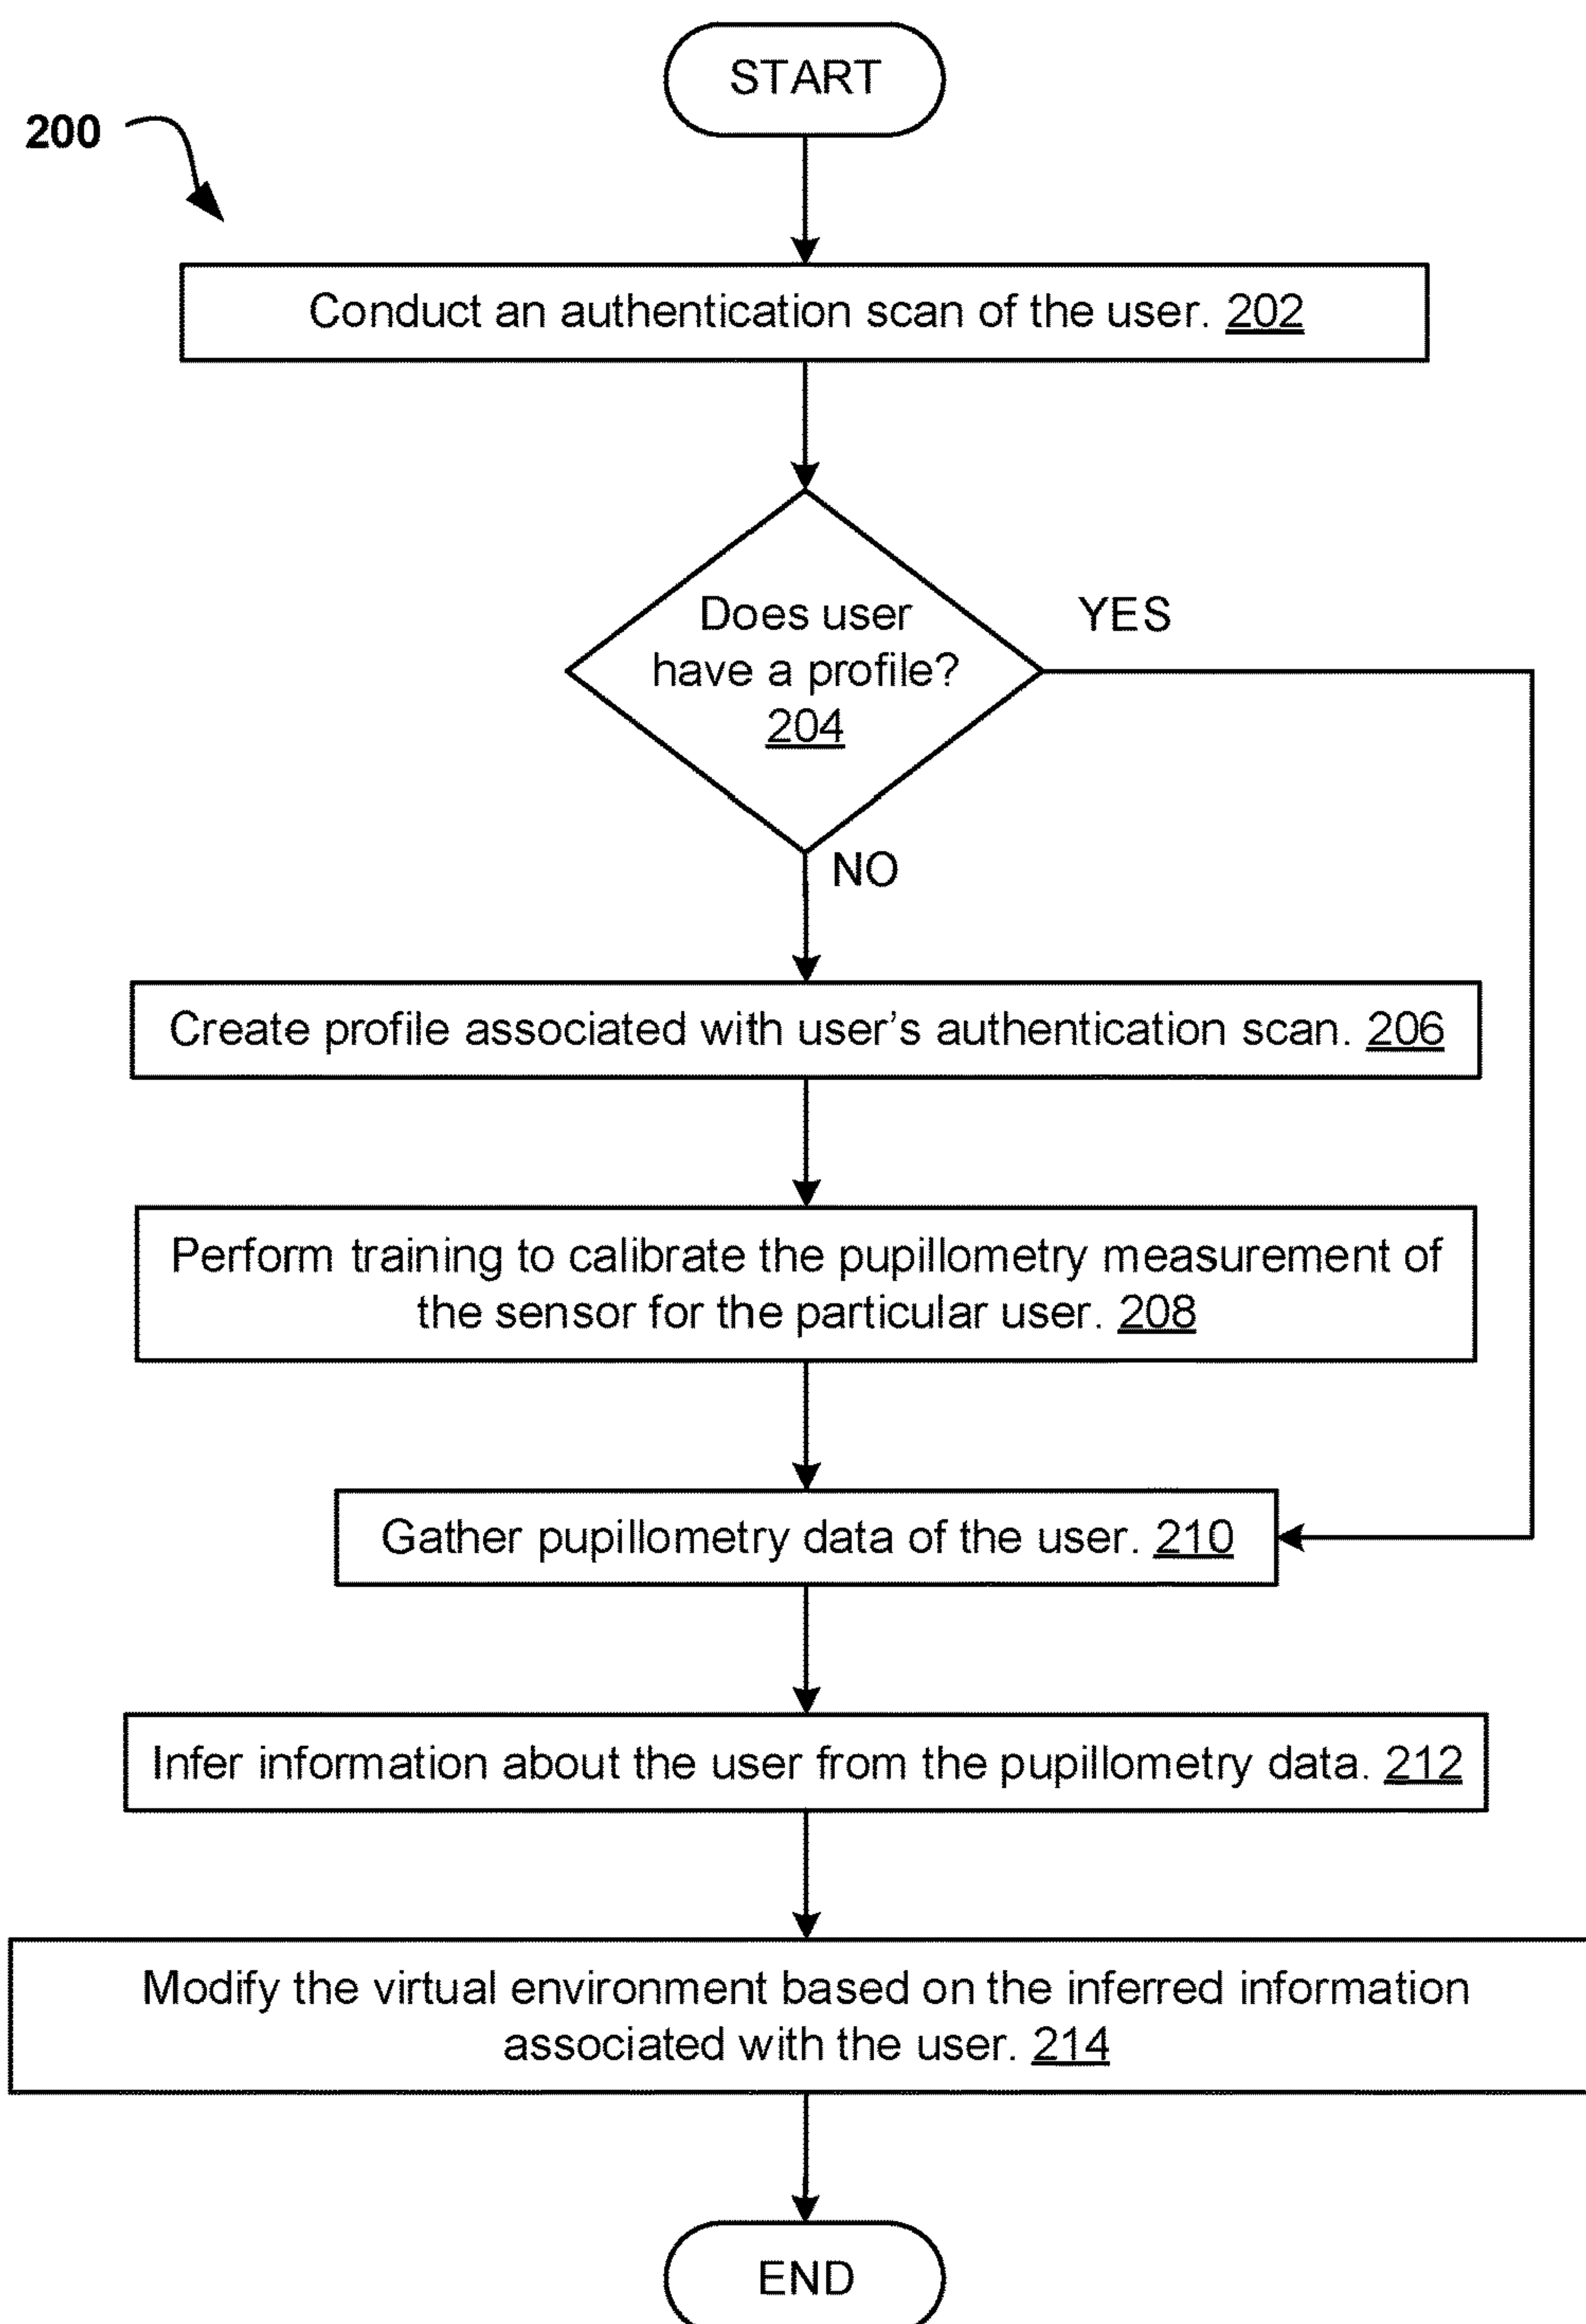 START
200
Conduct an authentication scan of the user. 202
Does user
have a profile?
204
YES
NO
Create profile associated with user's authentication scan. 206
Perform training to calibrate the pupillometry measurement of
the sensor for the particular user. 208
Gather pupillometry data of the user. 210
Infer information about the user from the pupillometry data. 212
Modify the virtual environment based on the inferred information
associated with the user. 214
END